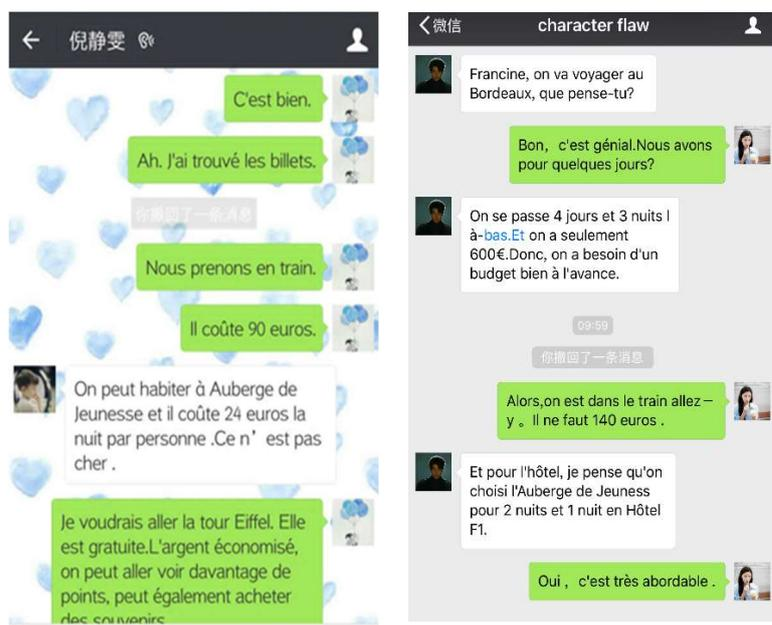 倪静雯
C'est bien.
Ah. J'ai trouvé les billets.
你撤回了一条消息
Nous prenons en train.
Il coûte 90 euros.
On peut habiter à Auberge de
Jeunesse et il coûte 24 euros la
nuit par personne .Ce n'est pas
cher .
Je voudrais aller la tour Eiffel. Elle
est gratuite.L'argent économisé,
on peut aller voir davantage de
points, peut également acheter
des souvenirs
微信
character flaw
Francine, on va voyager au
Bordeaux, que pense-tu?
Bon，c'est génial.Nous avons
pour quelques jours?
On se passe 4 jours et 3 nuits l
à-bas.Et on a seulement
600€.Donc, on a besoin d'un
budget bien à l'avance.
09:59
你撤回了一条消息
Alors,on est dans le train allez－
y 。Il ne faut 140 euros .
Et pour l'hôtel, je pense qu'on
choisi l'Auberge de Jeuness
pour 2 nuits et 1 nuit en Hôtel
F1.
Oui ，c'est très abordable .